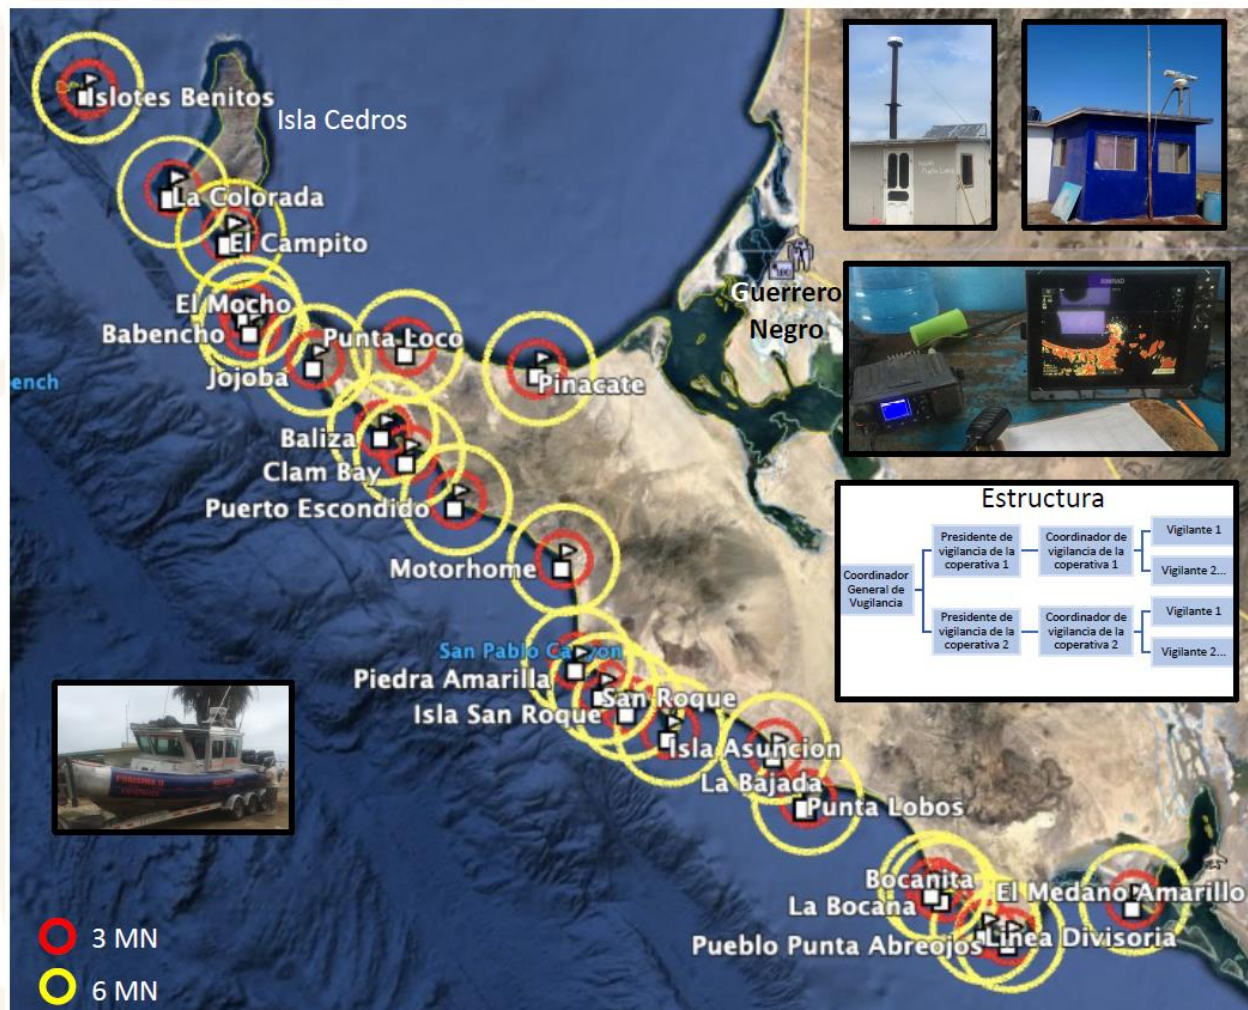 Islotes Benitos
Isla Cedros
La Colorada
El Campito
El Mocho
Babencho
Punta Loco
Jojoba
Pinacate
Guerrero
Negro
ench
Baliza
Clam Bay
Puerto Escondido
Motorhome
San Pablo Canyon
Piedra Amarilla
San Roque
Isla San Roque
Isla Asuncion
La Bajada
Punta Lobos
Bocanita
El Medano Amarillo
La Bocana
Pueblo Punta Abreojos
Linea Divisoria
3 MN
6 MN
SIMRAD
Estructura
Coordinador
General de
Vugilancia
Presidente de
vigilancia de la
coperativa 1
Coordinador de
vigilancia de la
coperativa 1
Vigilante 1
Vigilante 2...
Presidente de
vigilancia de la
coperativa 2
Coordinador de
vigilancia de la
coperativa 2
Vigilante 1
Vigilante 2...